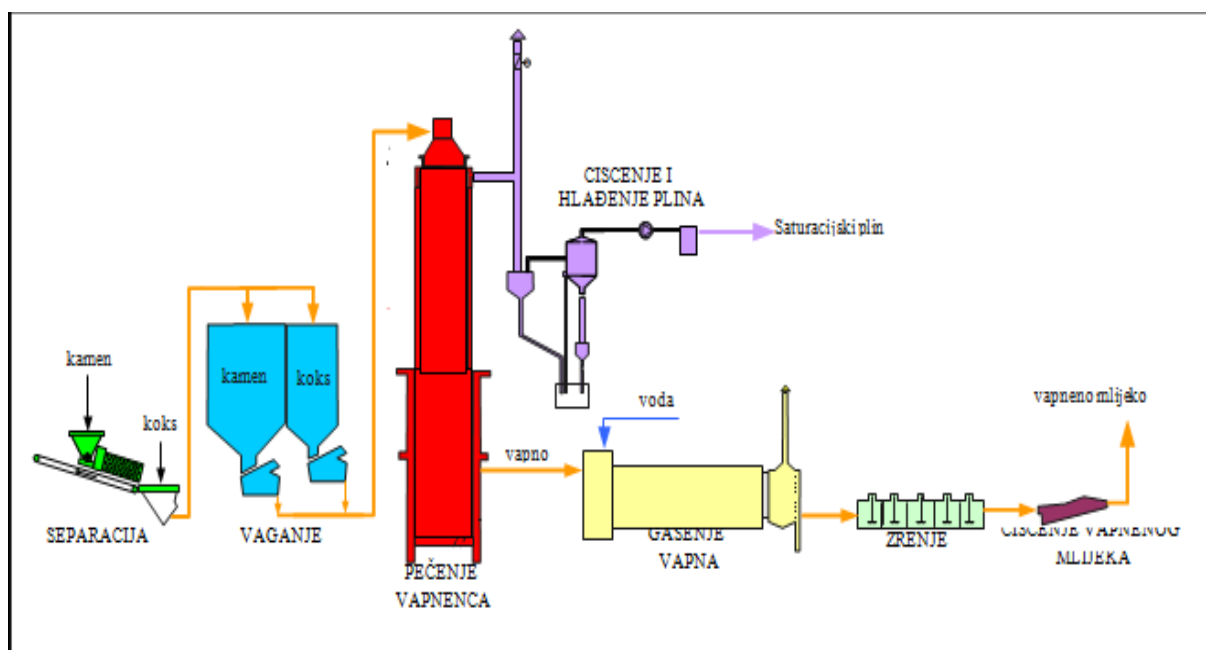 CISCENJE I
HLAĐENJE PLINA
Saturacijski plin
kamen
kamen
koks
koks
voda
vapneno mlijeko
vapno
SEPARACIJA
VAGANJE
PEČENJE
VAPNENCA
GAŠENJE
VAPNA
ZRENJE
CISCENJE VAPNENOG
MLIJEKA